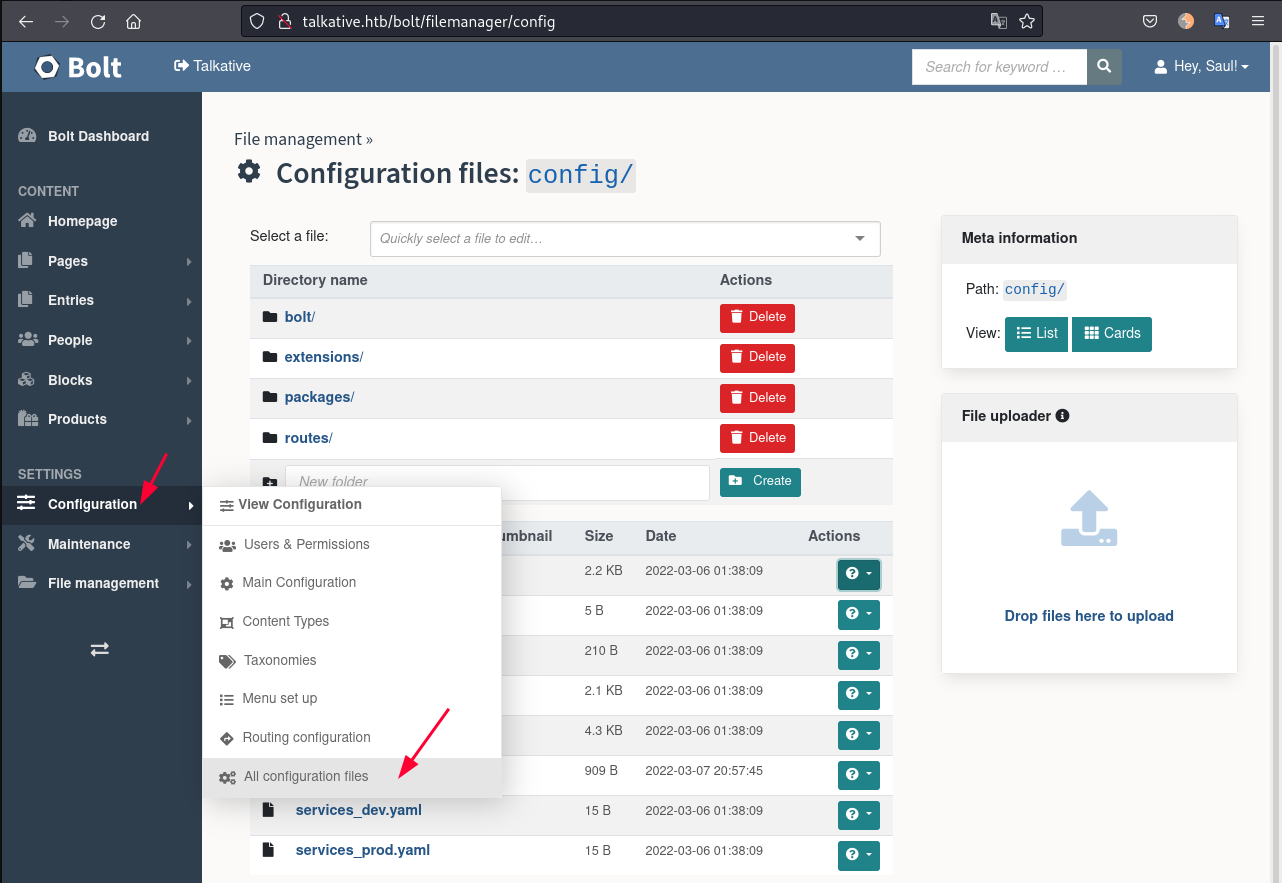 talkative.htb/bolt/filemanager/config
Bolt
Talkative
Search for keyword …
Hey, Saul!
Bolt Dashboard
CONTENT
Homepage
Pages
Entries
People
Blocks
Products
SETTINGS
Configuration
Maintenance
File management
View Configuration
Users & Permissions
Main Configuration
Content Types
Taxonomies
Menu set up
Routing configuration
All configuration files
File management »
Configuration files: config/
Select a file: Quickly select a file to edit…
Directory name Actions
bolt/ Delete
extensions/ Delete
packages/ Delete
routes/ Delete
New folder Create
Size Date Actions
2.2 KB 2022-03-06 01:38:09
5 B 2022-03-06 01:38:09
210 B 2022-03-06 01:38:09
2.1 KB 2022-03-06 01:38:09
4.3 KB 2022-03-06 01:38:09
909 B 2022-03-07 20:57:45
services_dev.yaml 15 B 2022-03-06 01:38:09
services_prod.yaml 15 B 2022-03-06 01:38:09
Meta information
Path: config/
View: List Cards
File uploader
Drop files here to upload